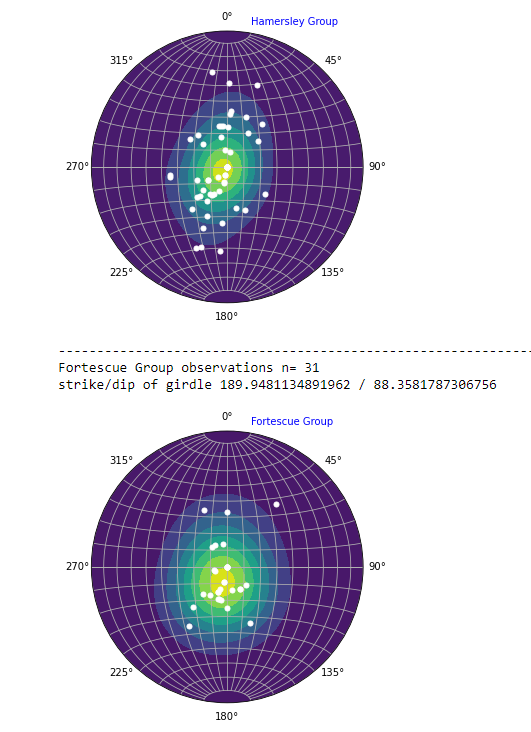 0° Hamersley Group
315° 45°
270° 90°
225° 135°
180°
--------------------------------------------------------------
Fortescue Group observations n= 31
strike/dip of girdle 189.9481134891962 / 88.3581787306756
0° Fortescue Group
315° 45°
270° 90°
225° 135°
180°